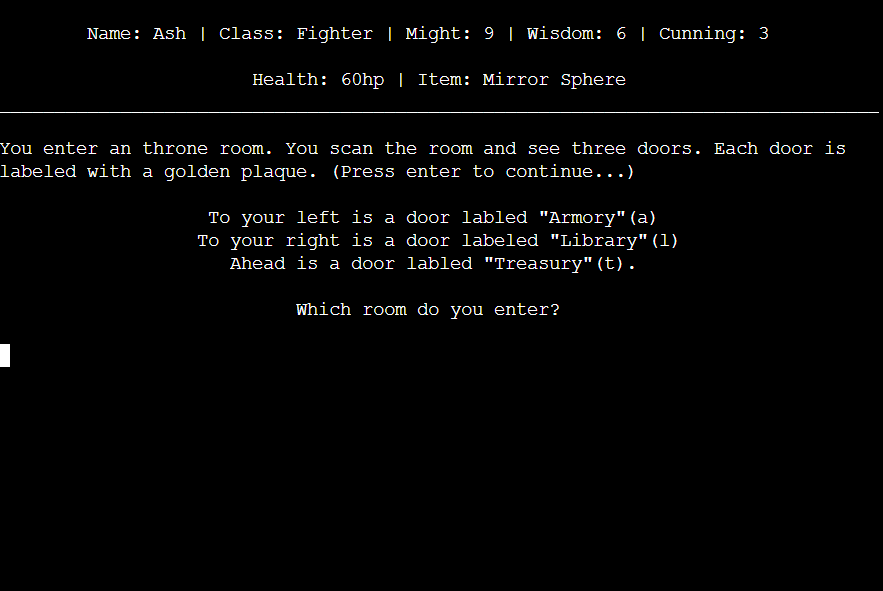 Name: Ash | Class: Fighter | Might: 9 | Wisdom: 6 | Cunning: 3
Health: 60hp | Item: Mirror Sphere
You enter an throne room. You scan the room and see three doors. Each door is
labeled with a golden plaque. (Press enter to continue...)
To your left is a door labled "Armory"(a)
To your right is a door labeled "Library"(l)
Ahead is a door labled "Treasury"(t).
Which room do you enter?